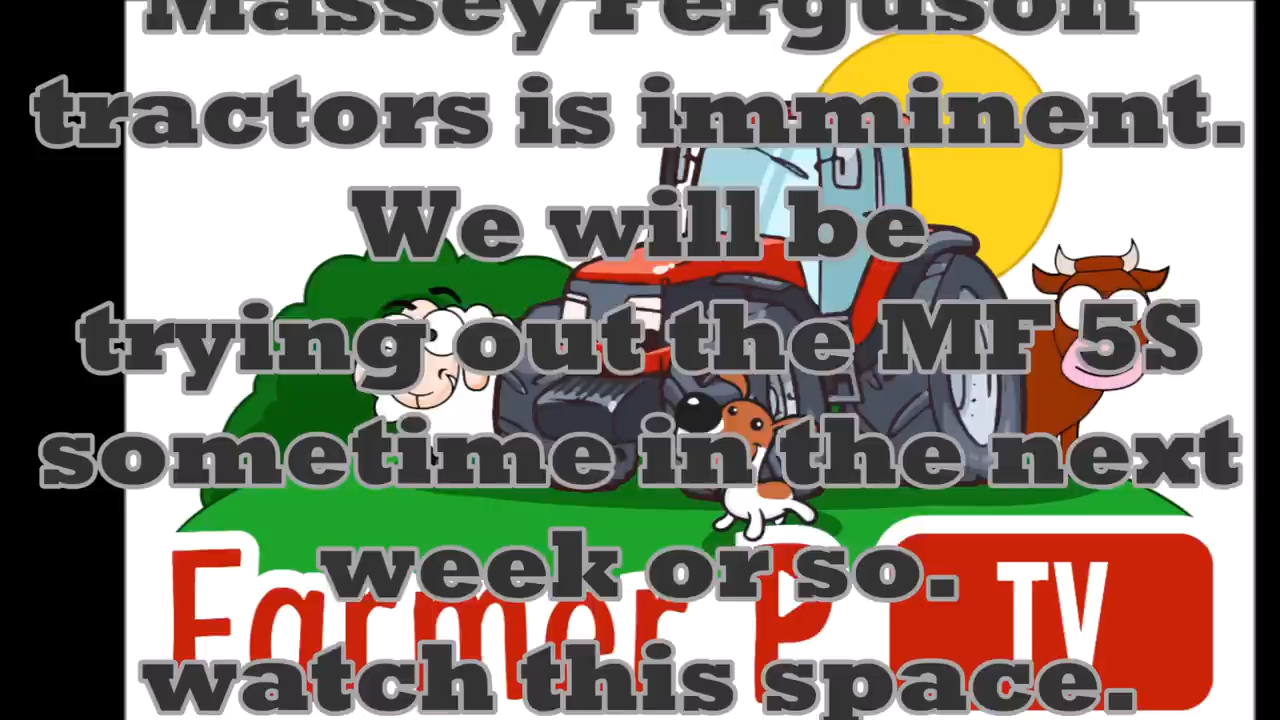 Massey Ferguson
tractors is imminent.
We will be
trying out the MF 5S
sometime in the next
week or so.
Farmer P TV
watch this space.